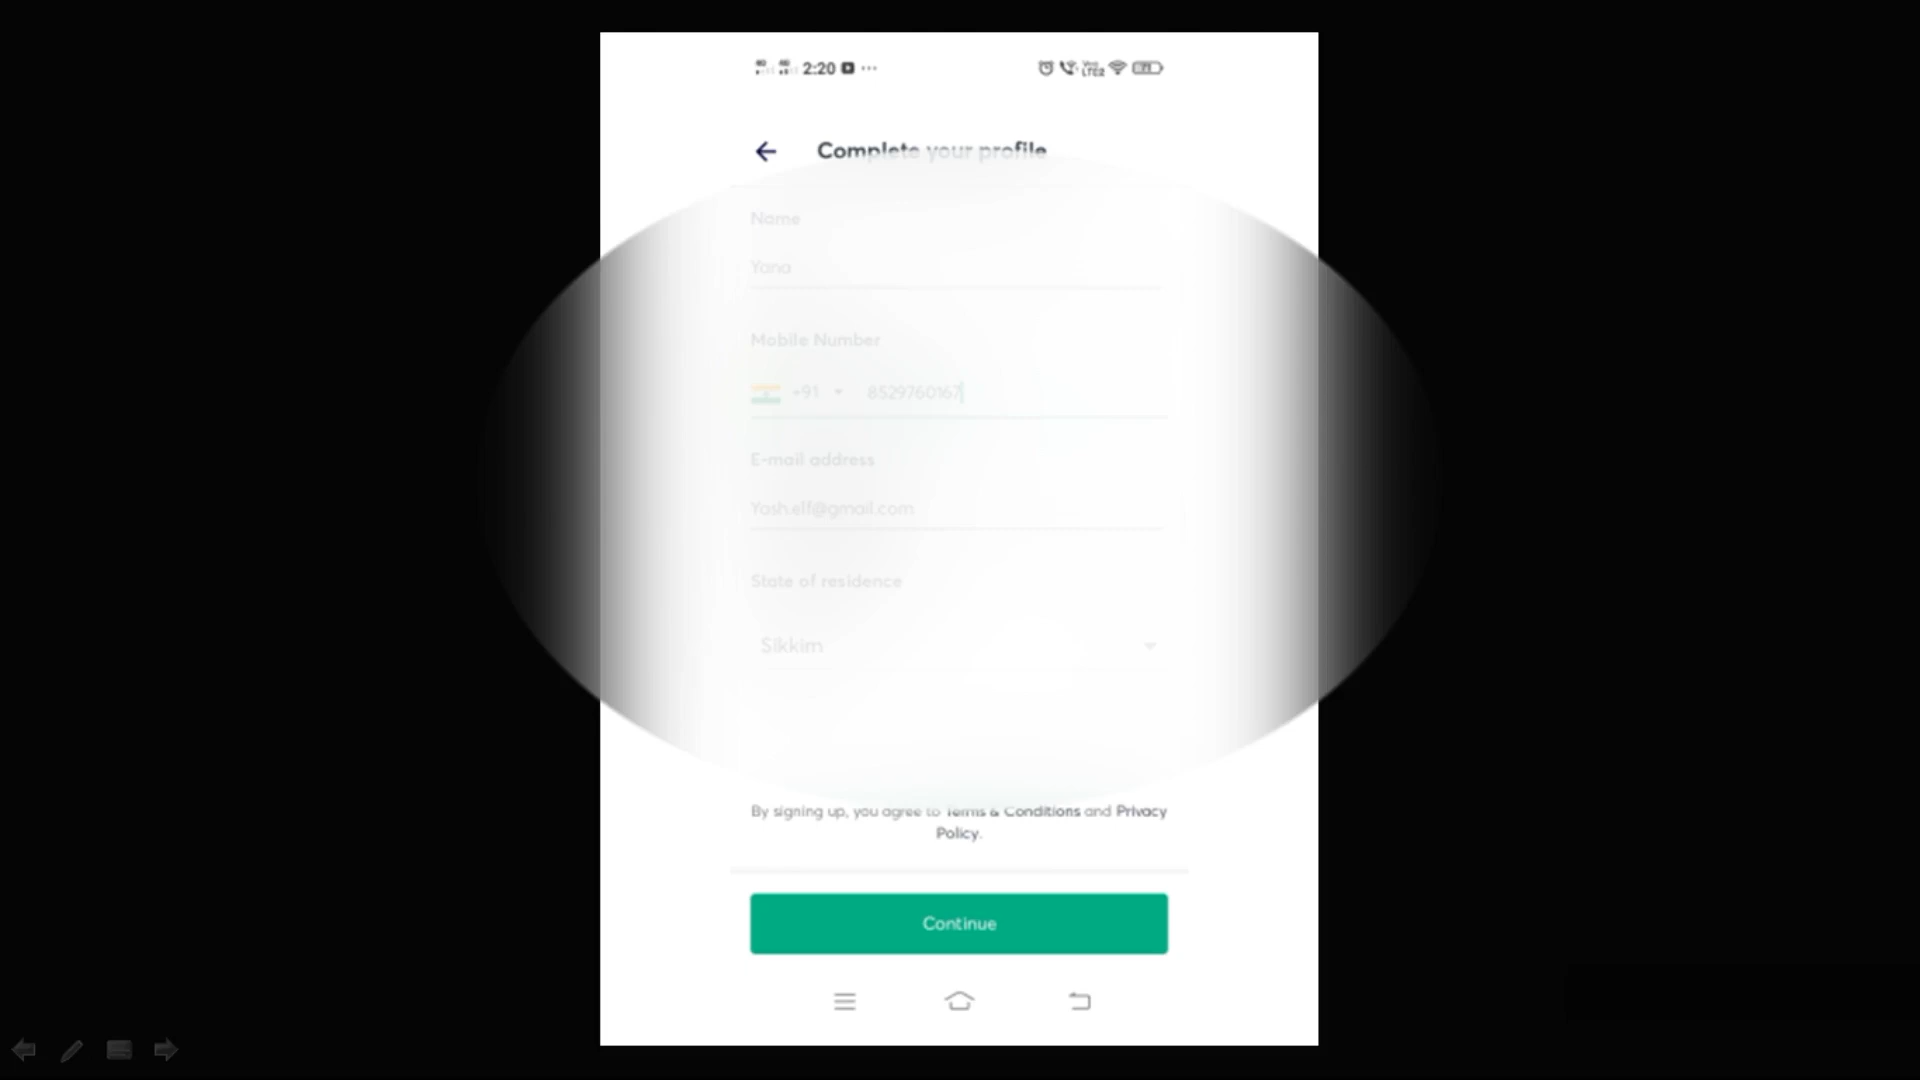 2:20
Complete your profile
Name
Yana
Mobile Number
+91 8529760167
E-mail address
Yash.elf@gmail.com
State of residence
Sikkim
By signing up, you agree to Terms & Conditions and Privacy
Policy.
Continue